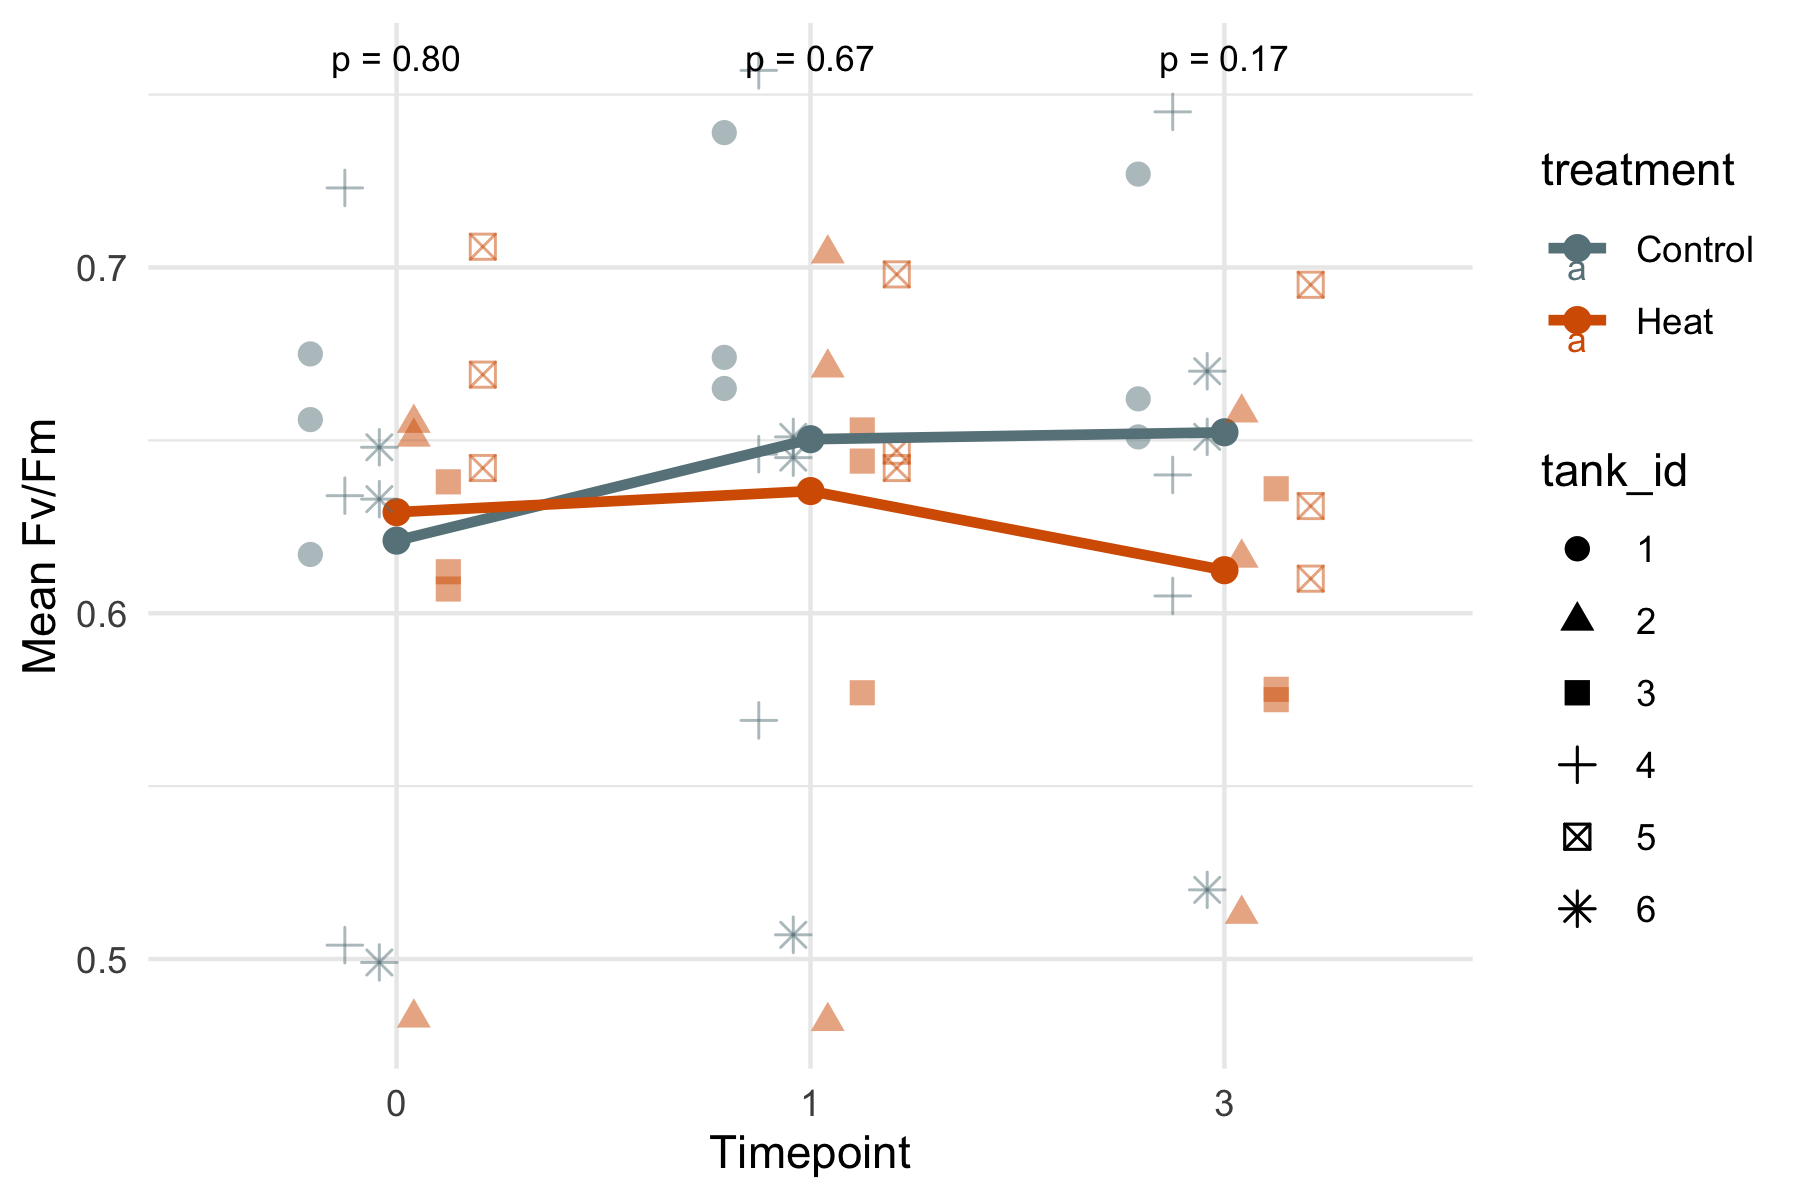 p = 0.80
p = 0.67
p = 0.17
0.7
0.6
0.5
Mean Fv/Fm
0
1
3
Timepoint
treatment
a Control
a Heat
tank_id
1
2
3
4
5
6